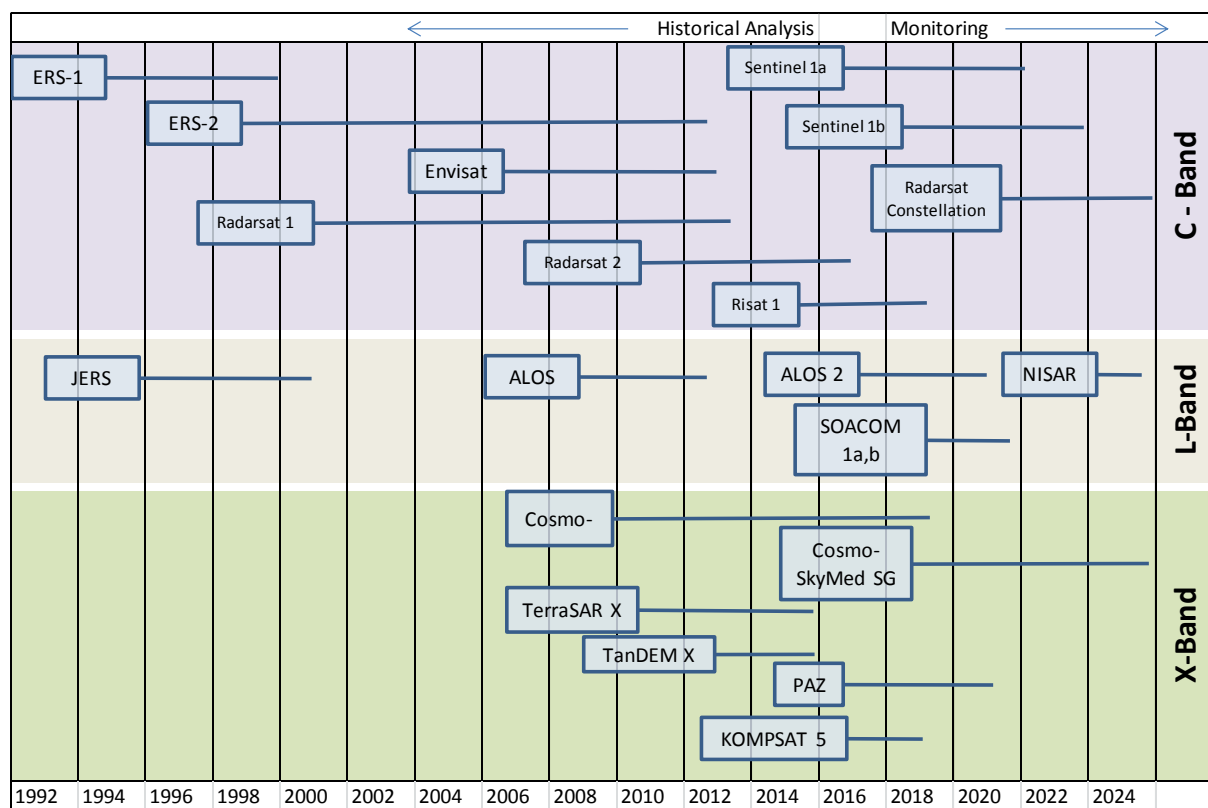 Historical Analysis
Monitoring
ERS-1
Sentinel 1a
ERS-2
Sentinel 1b
Envisat
Radarsat
Constellation
Radarsat 1
Radarsat 2
Risat 1
C - Band
JERS
ALOS
ALOS 2
NISAR
SOACOM
1a,b
L-Band
Cosmo-
Cosmo-
SkyMed SG
TerraSAR X
TanDEM X
PAZ
KOMPSAT 5
X-Band
1992 1994 1996 1998 2000 2002 2004 2006 2008 2010 2012 2014 2016 2018 2020 2022 2024